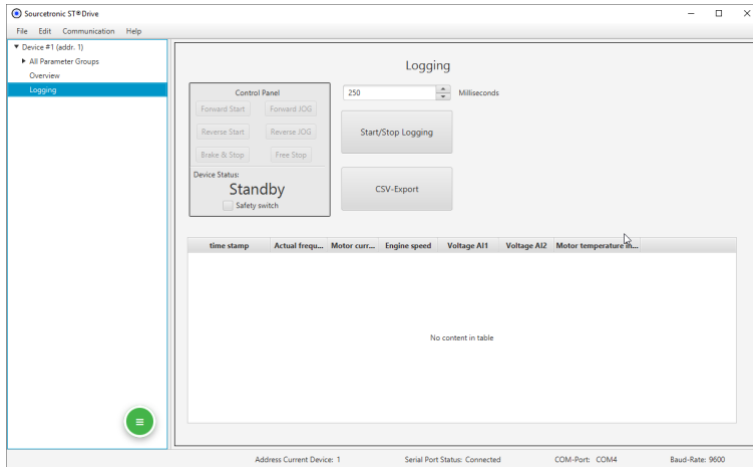 Sourcetronic ST®Drive
File Edit Communication Help
Device #1 (addr. 1)
All Parameter Groups
Overview
Logging
Logging
Control Panel
Forward Start Forward JOG
Reverse Start Reverse JOG
Brake & Stop Free Stop
Device Status:
Standby
Safety switch
250 Milliseconds
Start/Stop Logging
CSV-Export
time stamp Actual frequ... Motor curr... Engine speed Voltage AI1 Voltage AI2 Motor temperature in...
No content in table
Address Current Device: 1 Serial Port Status: Connected COM-Port: COM4 Baud-Rate: 9600